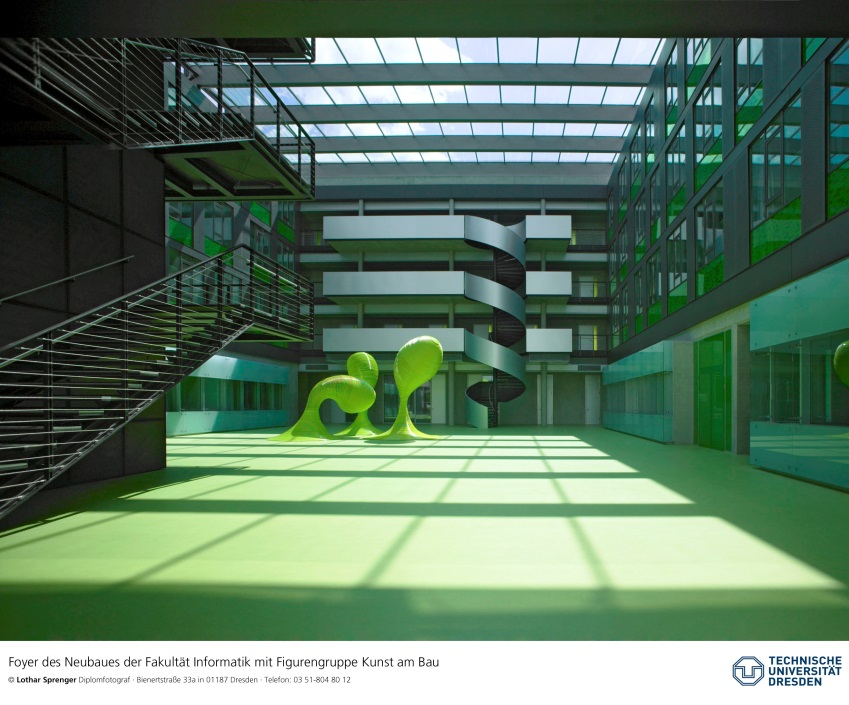 Foyer des Neubaues der Fakultät Informatik mit Figurengruppe Kunst am Bau
© Lothar Sprenger Diplomfotograf · Bienertstraße 33a in 01187 Dresden · Telefon: 03 51-804 80 12
TECHNISCHE
UNIVERSITÄT
DRESDEN